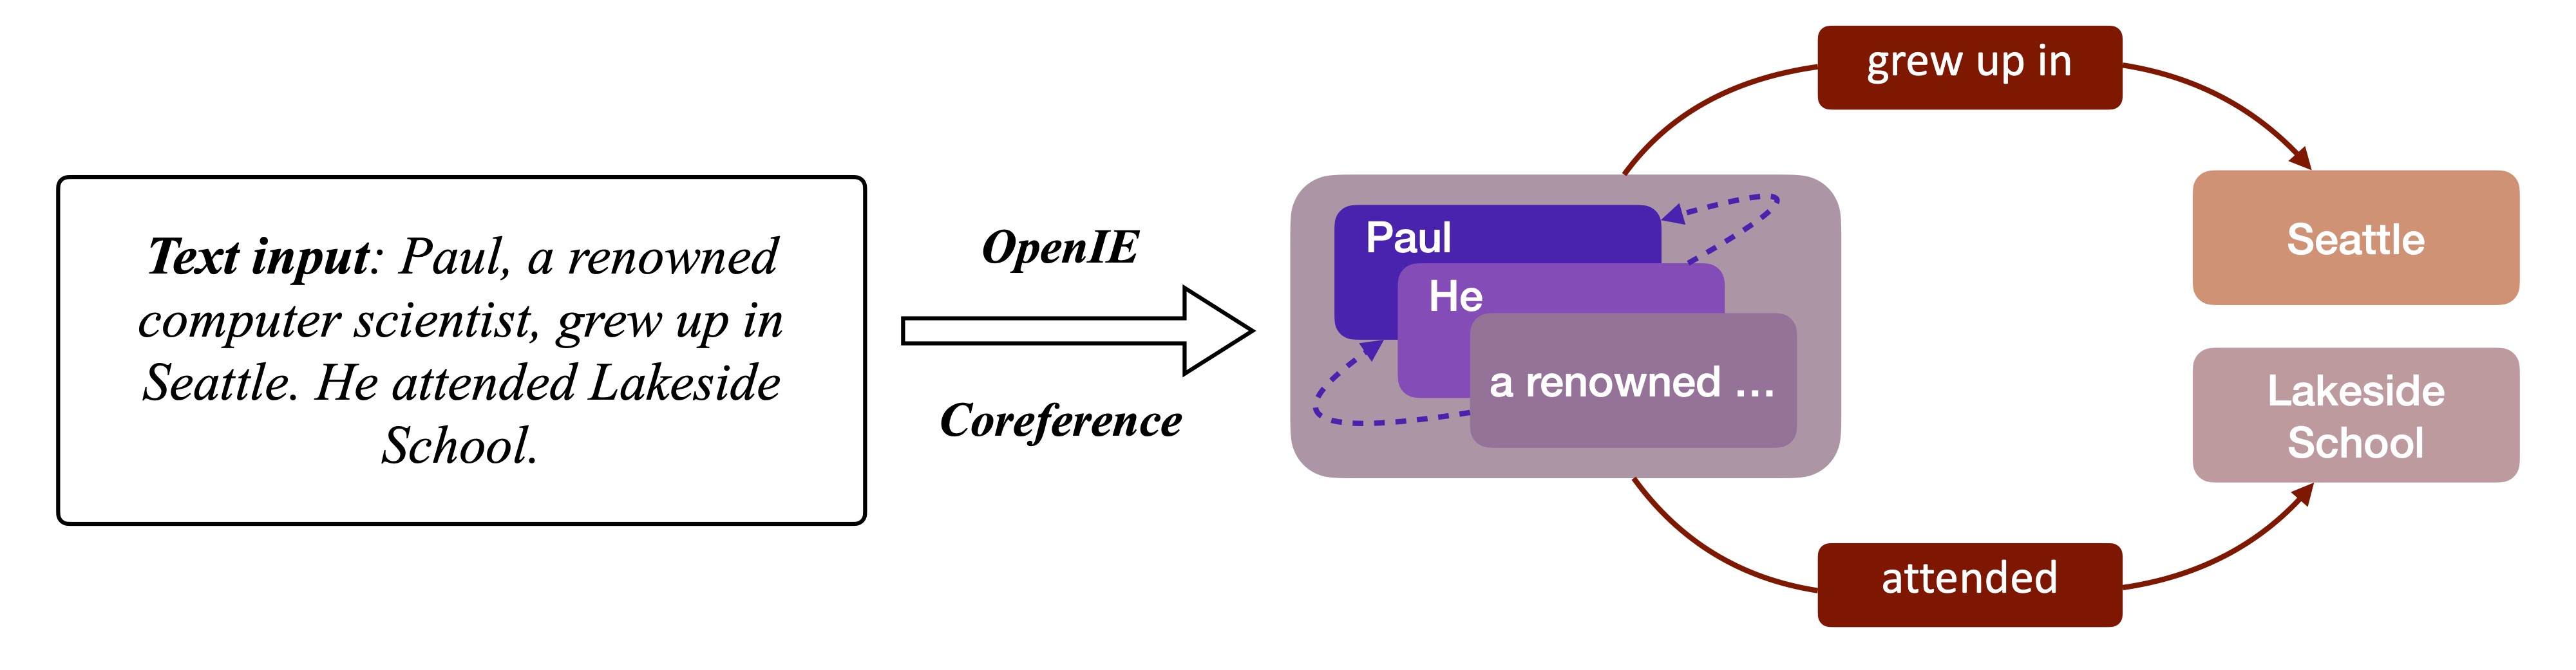 Text input: Paul, a renowned
computer scientist, grew up in
Seattle. He attended Lakeside
School.
OpenIE
Coreference
Paul
He
a renowned ...
grew up in
Seattle
Lakeside
School
attended